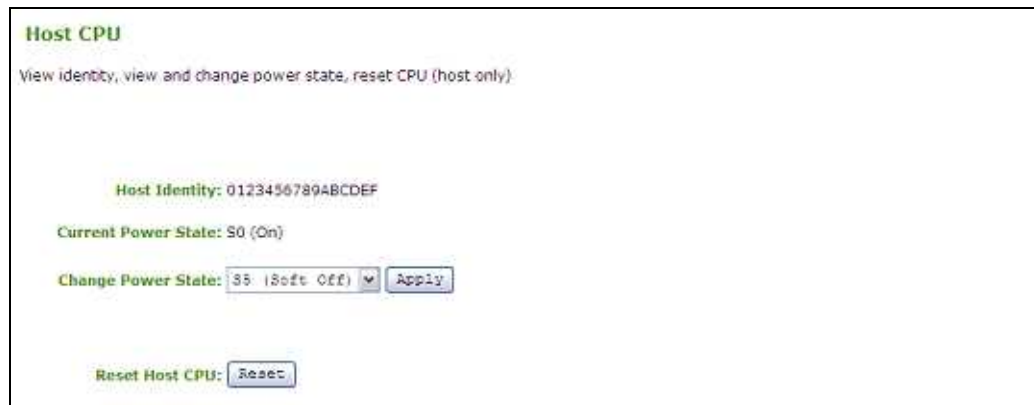 Host CPU
View identity, view and change power state, reset CPU (host only)
Host Identity: 0123456789ABCDEF
Current Power State: S0 (On)
Change Power State: S5 (Soft Off) Apply
Reset Host CPU: Reset